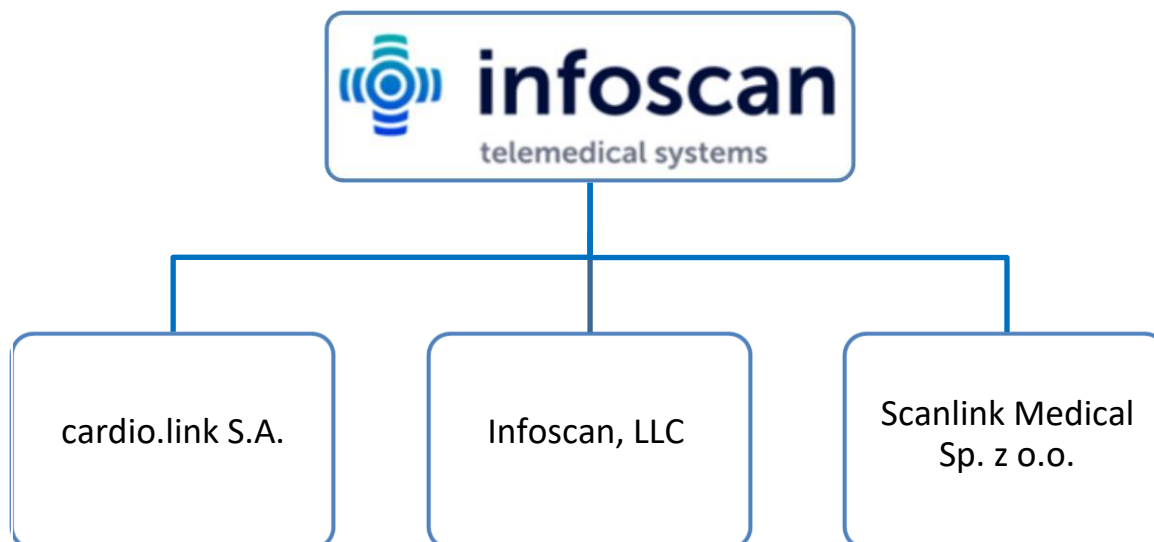 infoscan
telemedical systems
cardio.link S.A.
Infoscan, LLC
Scanlink Medical
Sp. z o.o.